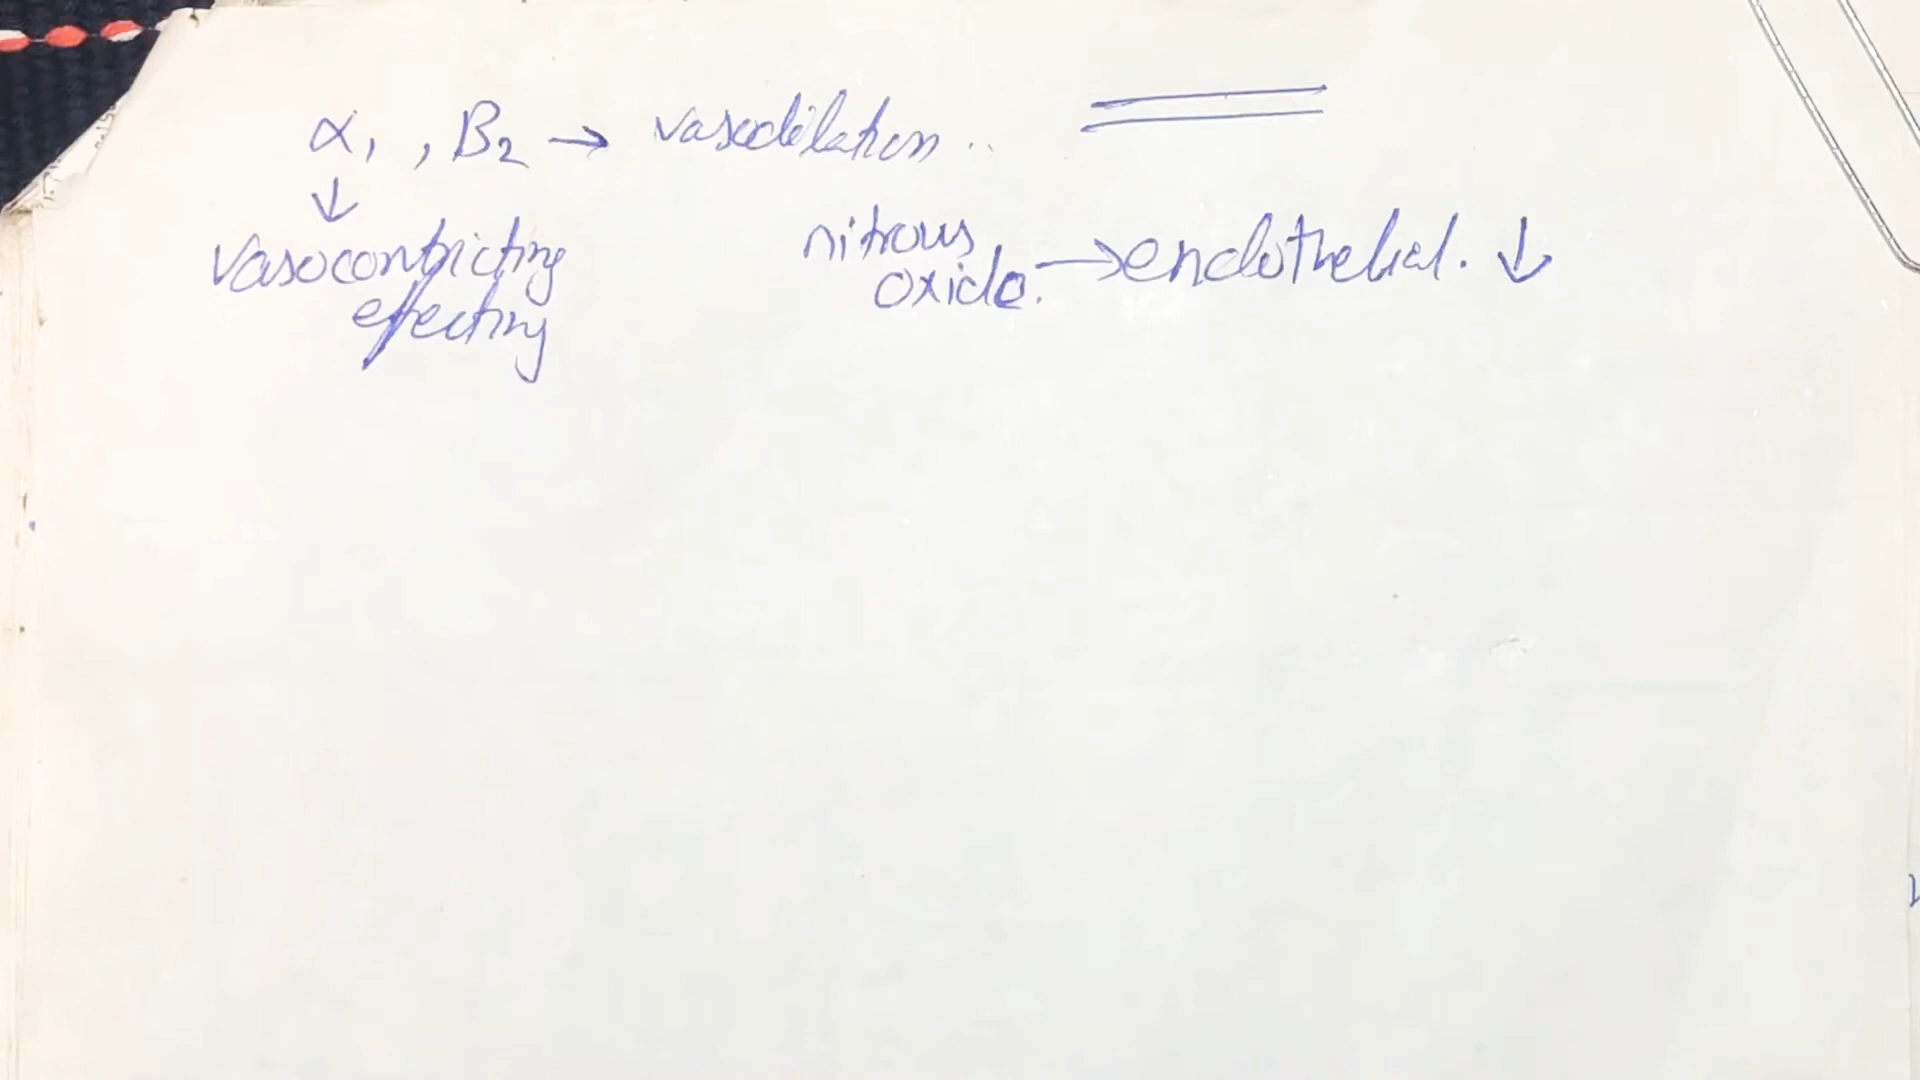 α₁ , B₂ → vasodilation ..
↓
vasocontricting
effecting
nitrous
oxide. → endothelial. ↓